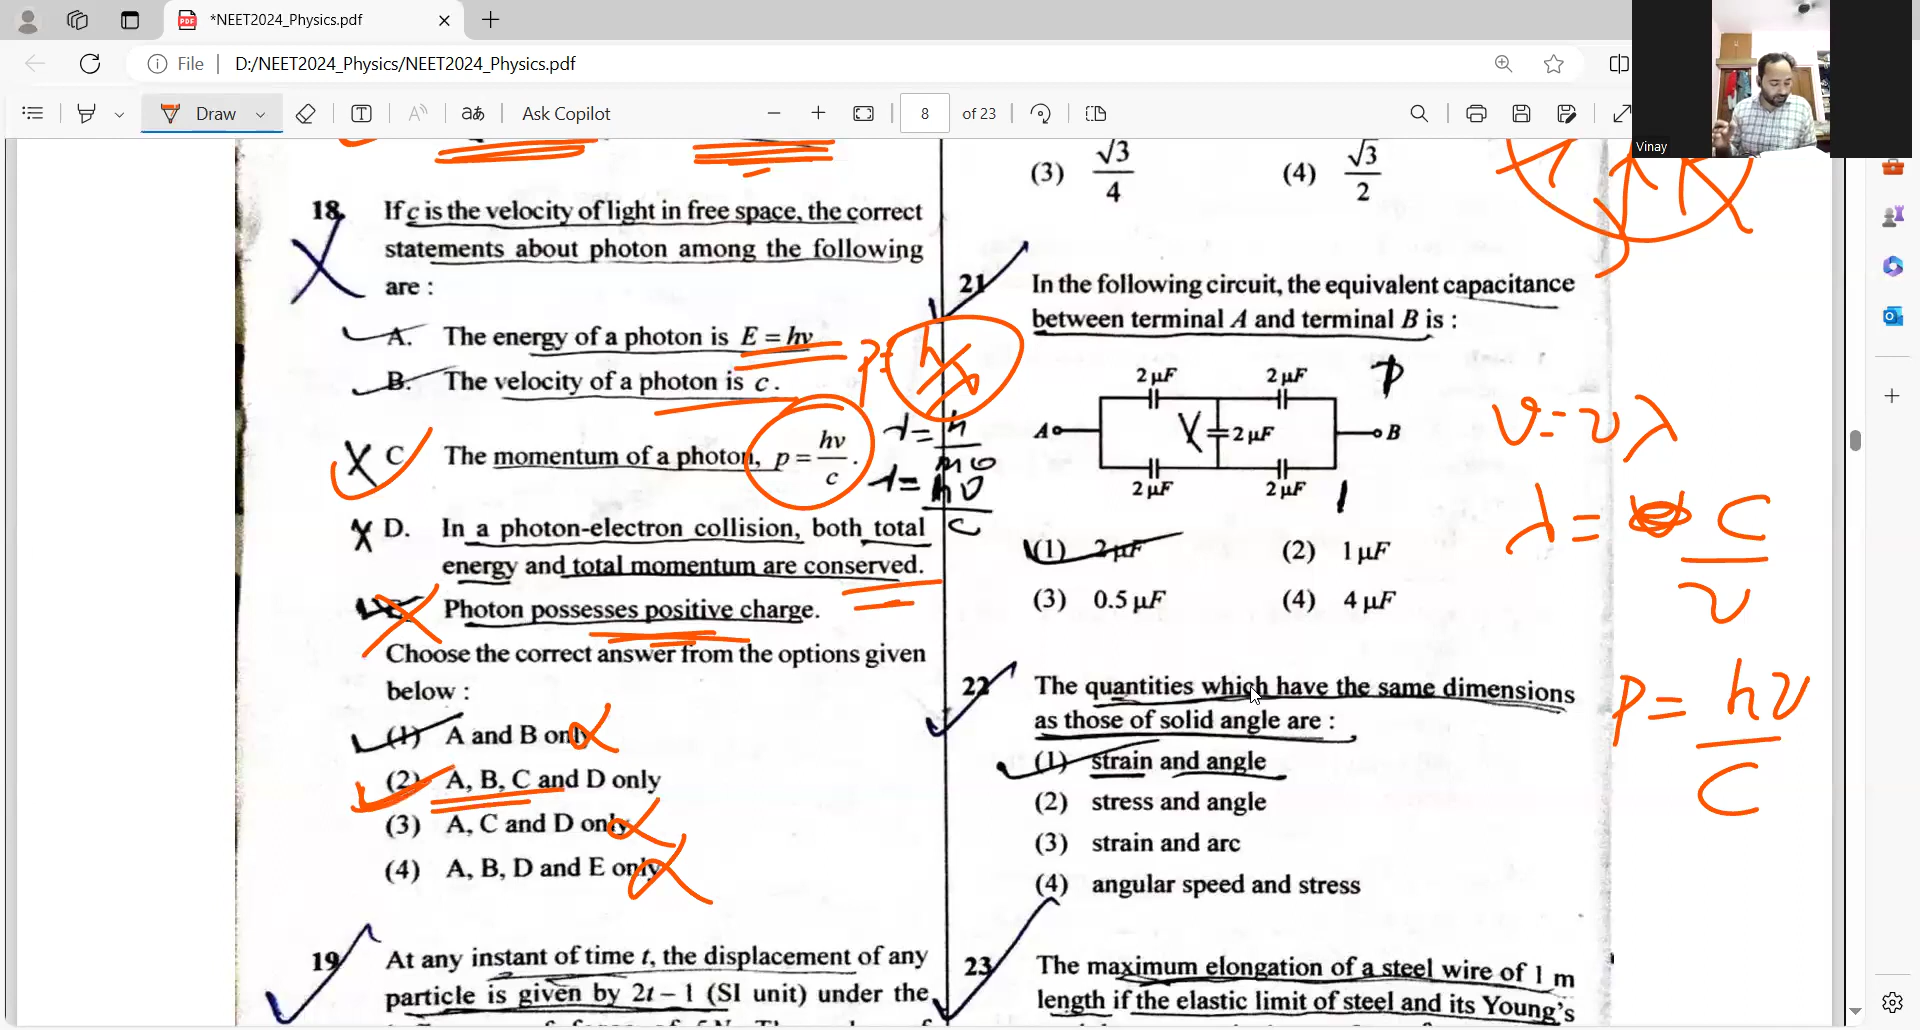 *NEET2024_Physics.pdf
File
D:/NEET2024_Physics/NEET2024_Physics.pdf
Draw
Ask Copilot
8 of 23
Vinay
18. If c is the velocity of light in free space, the correct
statements about photon among the following
are :
A. The energy of a photon is E = hν
B. The velocity of a photon is c.
C. The momentum of a photon, p = hν/c.
D. In a photon-electron collision, both total
energy and total momentum are conserved.
Photon possesses positive charge.
Choose the correct answer from the options given
below :
(1) A and B only
(2) A, B, C and D only
(3) A, C and D only
(4) A, B, D and E only
19. At any instant of time t, the displacement of any
particle is given by 2t – 1 (SI unit) under the
λ = h/mv
λ = hν/c
(3) √3/4
(4) √3/2
21. In the following circuit, the equivalent capacitance
between terminal A and terminal B is :
2 μF 2 μF
A 2 μF B
2 μF 2 μF
(1) 2 μF
(2) 1 μF
(3) 0.5 μF
(4) 4 μF
22. The quantities which have the same dimensions
as those of solid angle are :
(1) strain and angle
(2) stress and angle
(3) strain and arc
(4) angular speed and stress
23. The maximum elongation of a steel wire of 1 m
length if the elastic limit of steel and its Young's
v = νλ
λ = c/ν
p = hν/c